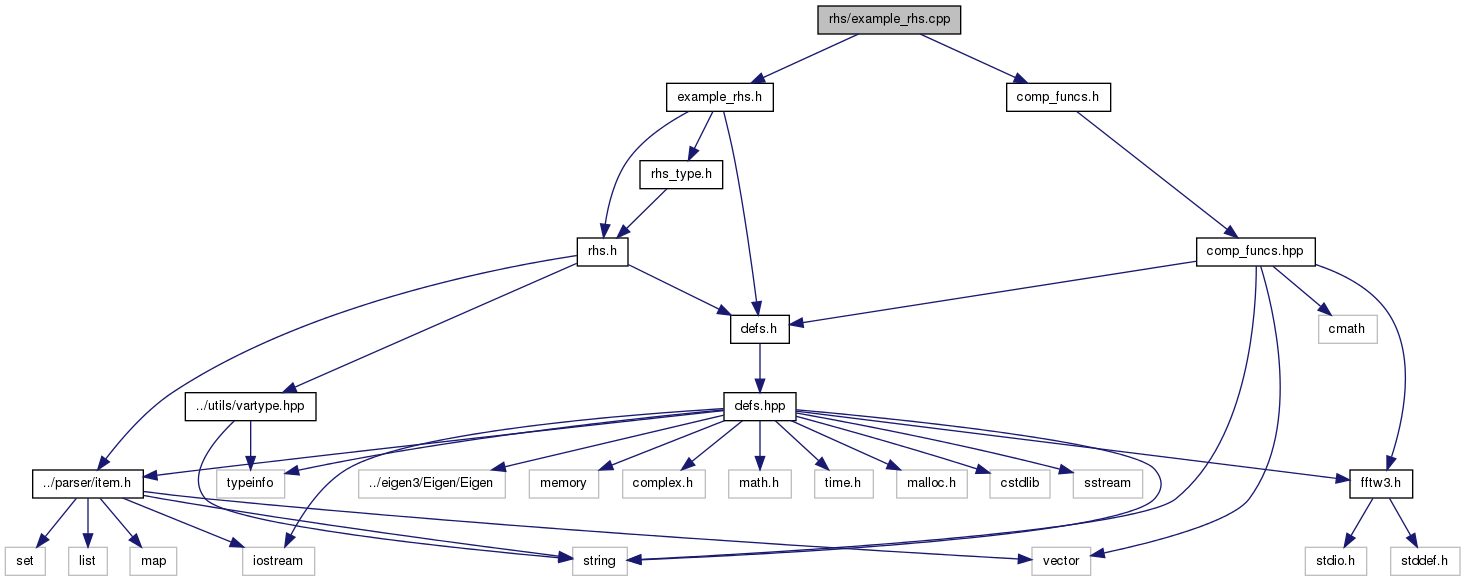 rhs/example_rhs.cpp
example_rhs.h
comp_funcs.h
rhs_type.h
rhs.h
comp_funcs.hpp
defs.h
cmath
../utils/vartype.hpp
defs.hpp
../parser/item.h
typeinfo
../eigen3/Eigen/Eigen
memory
complex.h
math.h
time.h
malloc.h
cstdlib
sstream
fftw3.h
set
list
map
iostream
string
vector
stdio.h
stddef.h